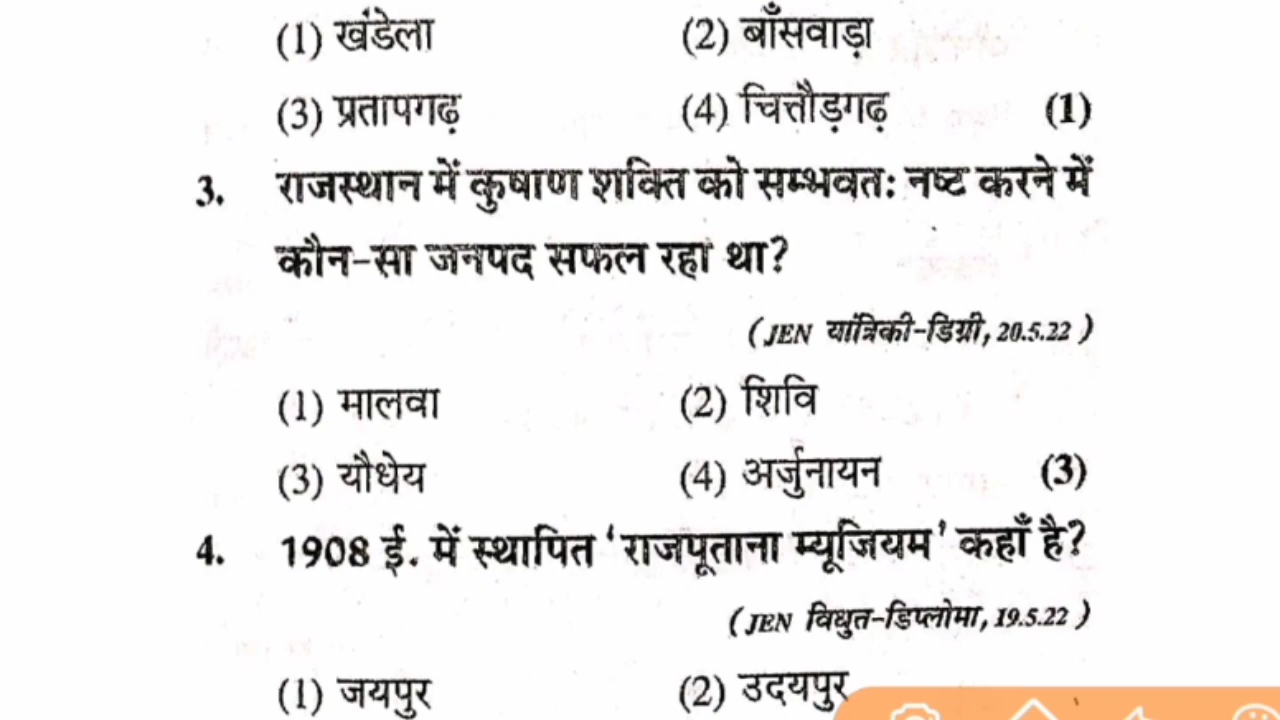 (1) खंडेला (2) बाँसवाड़ा
(3) प्रतापगढ़ (4) चित्तौड़गढ़ (1)
3. राजस्थान में कुषाण शक्ति को सम्भवत: नष्ट करने में
कौन-सा जनपद सफल रहा था?
(JEN यांत्रिकी-डिग्री, 20.5.22 )
(1) मालवा (2) शिवि
(3) यौधेय (4) अर्जुनायन (3)
4. 1908 ई. में स्थापित 'राजपूताना म्यूजियम' कहाँ है?
(JEN विधुत-डिप्लोमा, 19.5.22 )
(1) जयपुर (2) उदयपुर